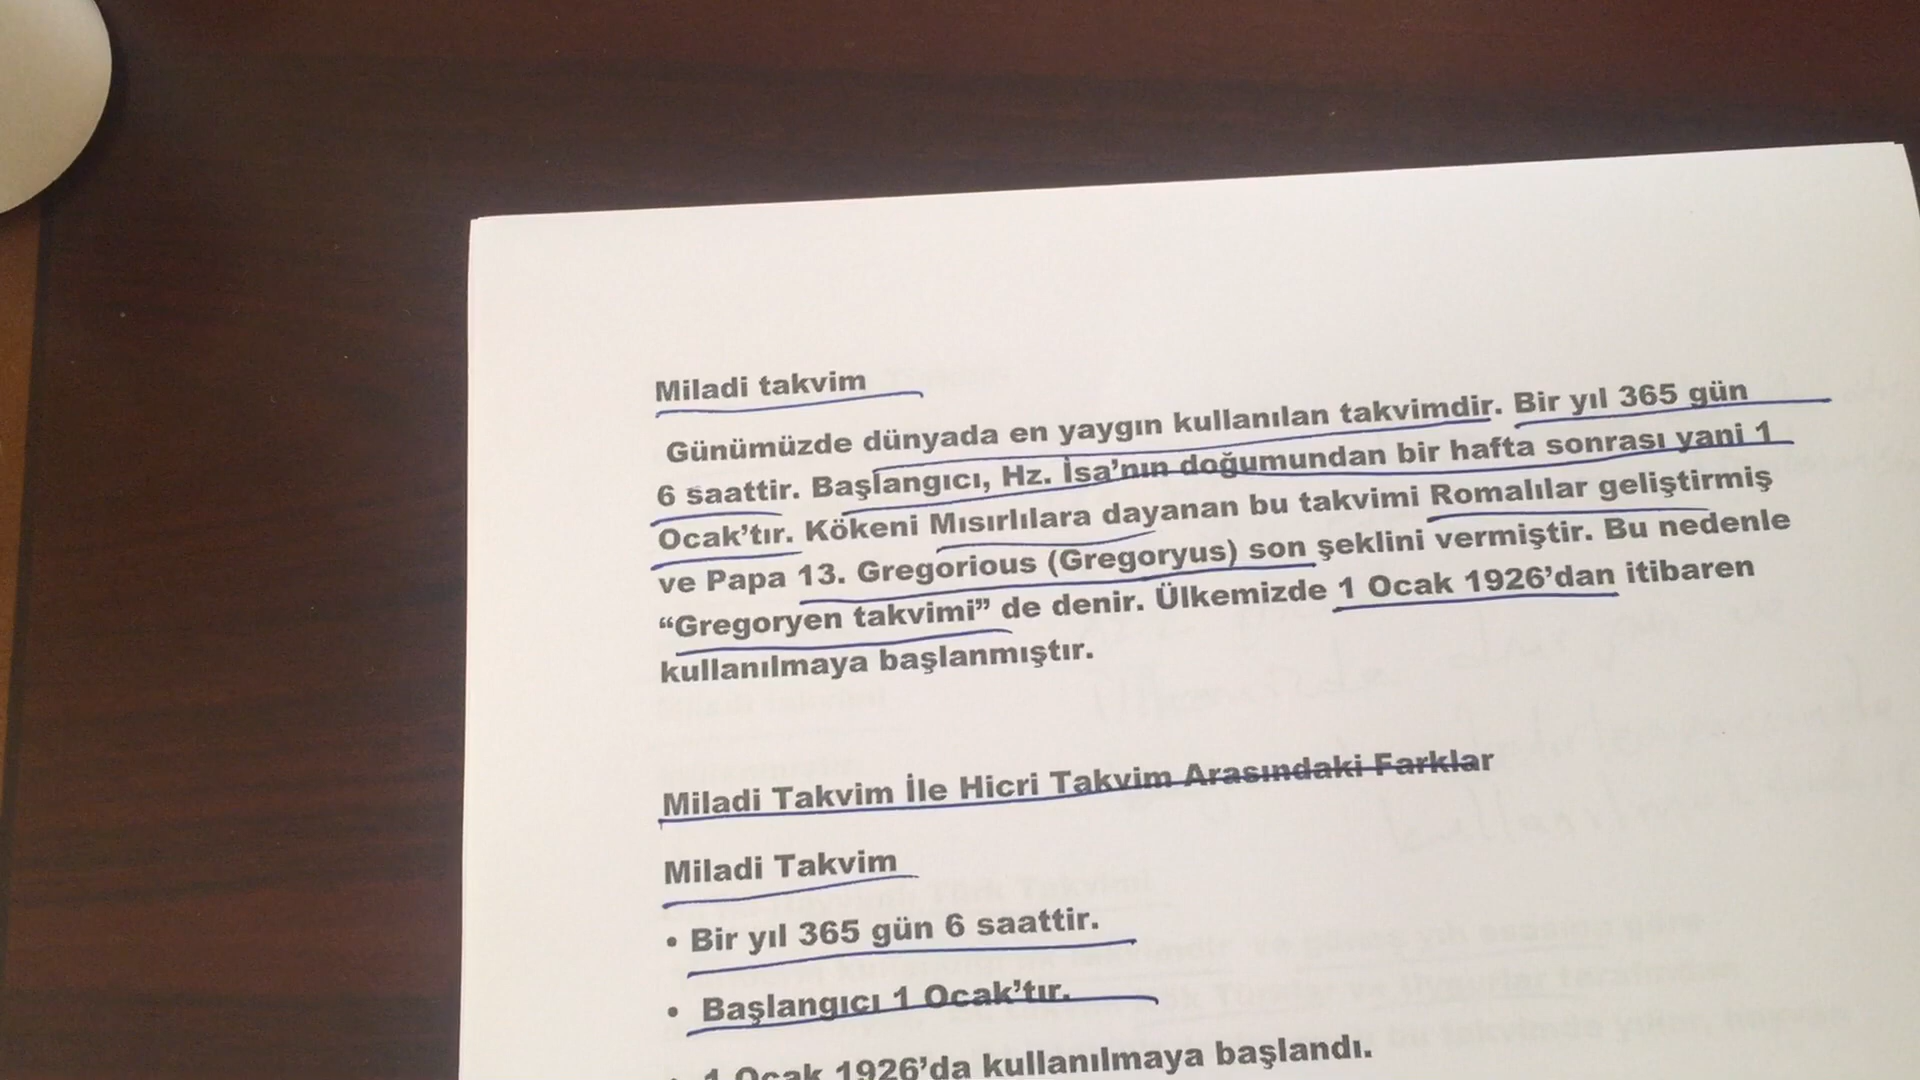 Miladi takvim
Günümüzde dünyada en yaygın kullanılan takvimdir. Bir yıl 365 gün
6 saattir. Başlangıcı, Hz. İsa’nın doğumundan bir hafta sonrası yani 1
Ocak’tır. Kökeni Mısırlılara dayanan bu takvimi Romalılar geliştirmiş
ve Papa 13. Gregorious (Gregoryus) son şeklini vermiştir. Bu nedenle
“Gregoryen takvimi” de denir. Ülkemizde 1 Ocak 1926’dan itibaren
kullanılmaya başlanmıştır.
Miladi Takvim İle Hicri Takvim Arasındaki Farklar
Miladi Takvim
• Bir yıl 365 gün 6 saattir.
• Başlangıcı 1 Ocak’tır.
• 1 Ocak 1926’da kullanılmaya başlandı.